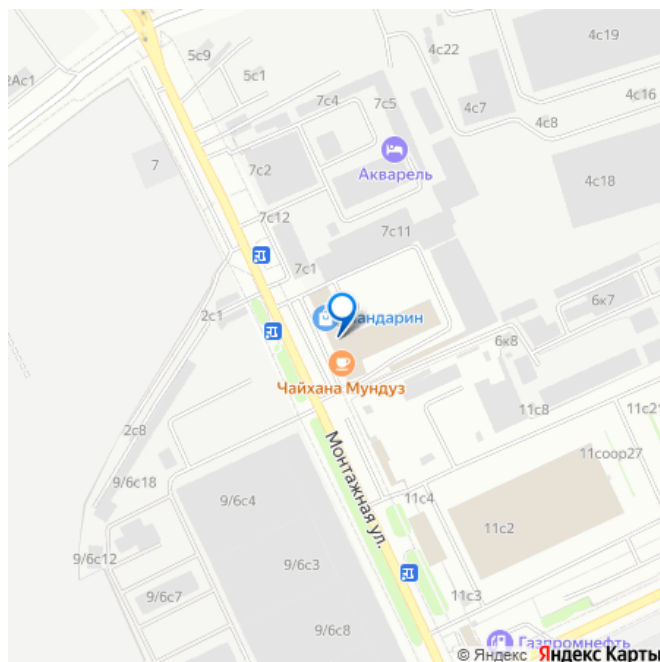 4с19
4с22
5с9
2Ас1
5с1
7с4
7с5
4с7
4с16
4с8
7
7с2
Акварель
4с18
7с12
7с11
7с1
6к7
2с1
Мандарин
6к8
Чайхана Мундуз
11с8
11с21
2с8
Монтажная ул.
11соор27
9/6с18
9/6с4
11с4
11с2
9/6с12
9/6с3
9/6с7
11с3
9/6с8
Газпромнефть
© Яндекс Яндекс Карты